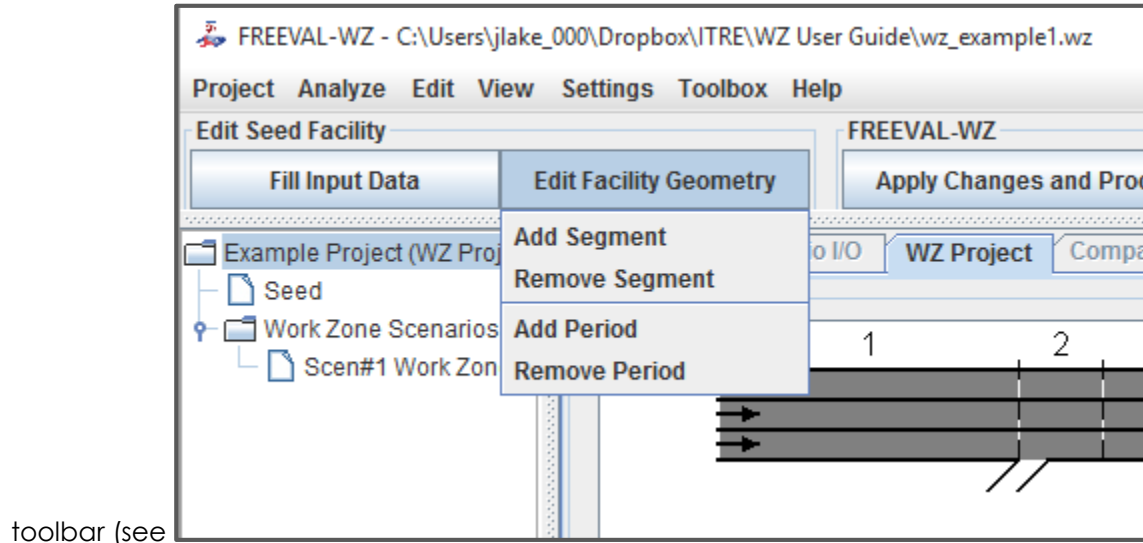 FREEVAL-WZ - C:\Users\jlake_000\Dropbox\ITRE\WZ User Guide\wz_example1.wz
Project Analyze Edit View Settings Toolbox Help
Edit Seed Facility
FREEVAL-WZ
Fill Input Data
Edit Facility Geometry
Apply Changes and Proc
Add Segment
Remove Segment
Add Period
Remove Period
Example Project (WZ Proj
Seed
Work Zone Scenarios
Scen#1 Work Zon
o I/O
WZ Project
Compa
1 2
toolbar (see